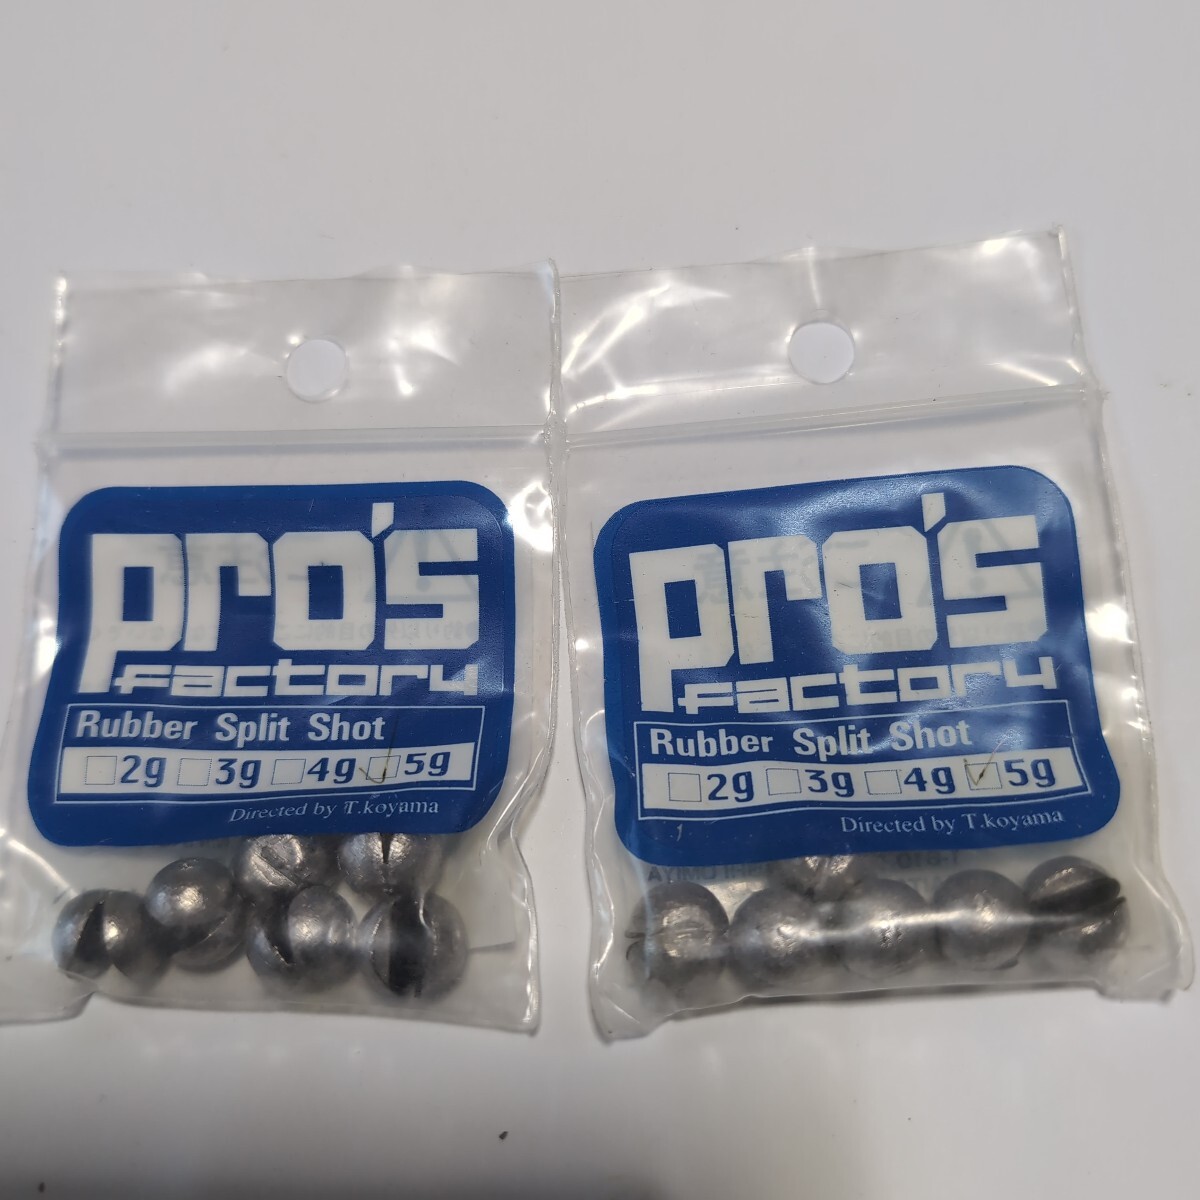 pro's
factory
Rubber Split Shot
2g 3g 4g 5g
Directed by T.koyama
pro's
factory
Rubber Split Shot
2g 3g 4g 5g
Directed by T.koyama